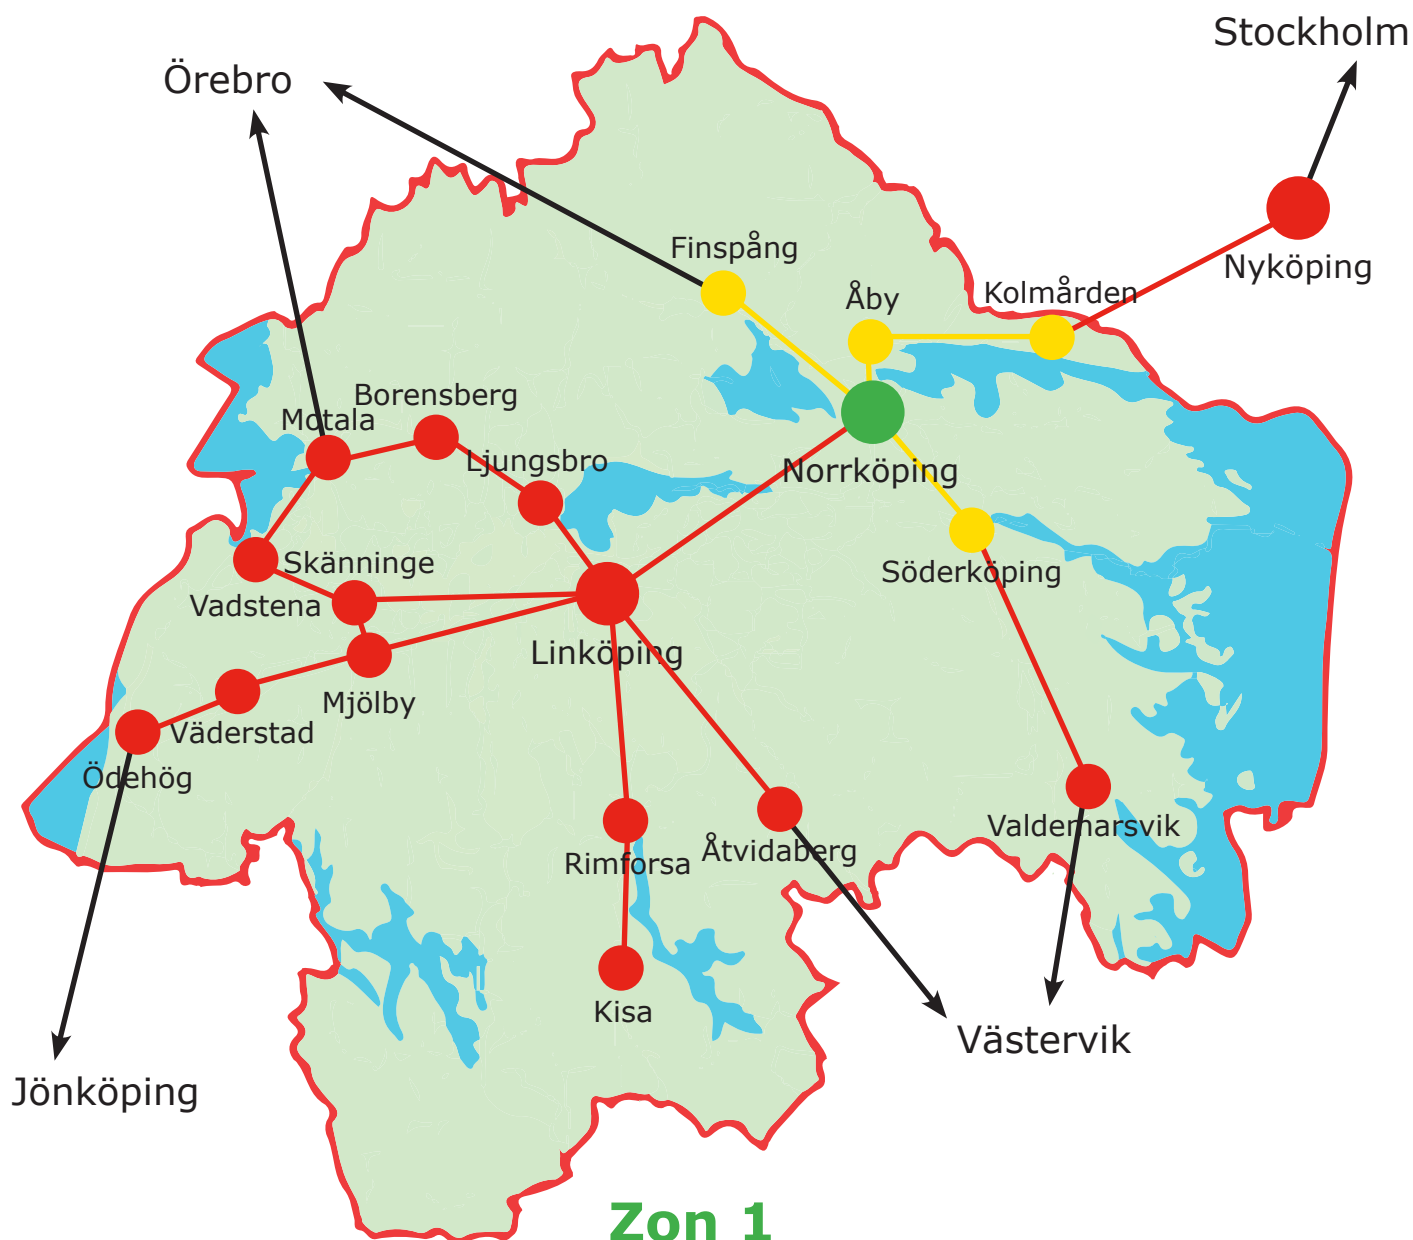 Stockholm
Örebro
Finspång
Nyköping
Åby
Kolmården
Borensberg
Motala
Ljungsbro
Norrköping
Skänninge
Söderköping
Vadstena
Linköping
Mjölby
Väderstad
Ödehög
Valdemarsvik
Åtvidaberg
Rimforsa
Kisa
Västervik
Jönköping
Zon 1